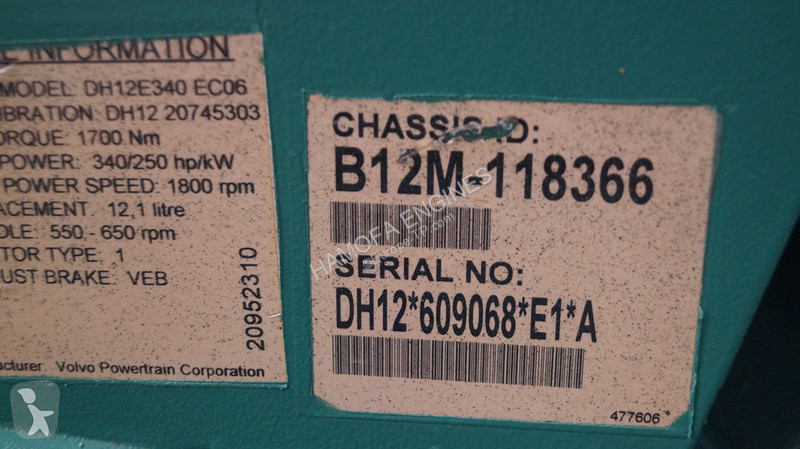 E INFORMATION
MODEL: DH12E340 EC06
IBRATION: DH12 20745303
ORQUE: 1700 Nm
POWER: 340/250 hp/kW
POWER SPEED: 1800 rpm
ACEMENT: 12,1 litre
DLE: 550 - 650 rpm
TOR TYPE: 1
UST BRAKE: VEB
20952310
facturer Volvo Powertrain Corporation
CHASSIS ID:
B12M-118366
SERIAL NO:
DH12*609068*E1*A
477606
HANOFA ENGINES